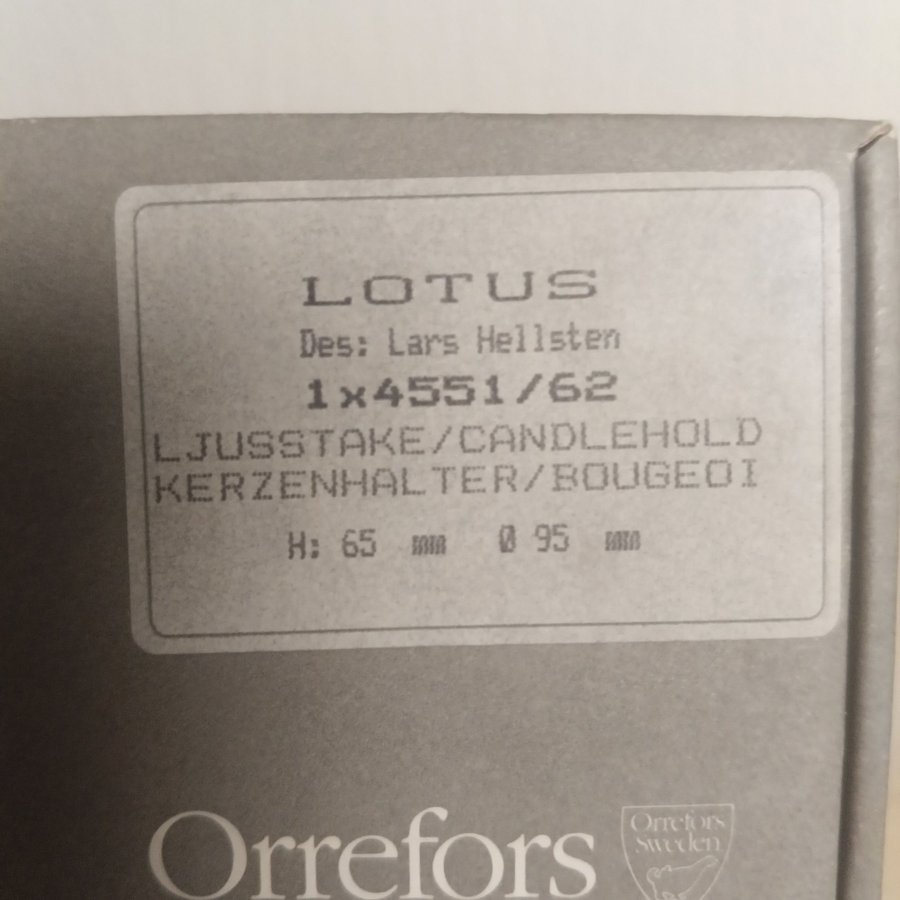 LOTUS
Des: Lars Hellsten
1x4551/62
LJUSSTAKE/CANDLEHOLD
KERZENHALTER/BOUGEOI
H: 65 mm Ø 95 mm
Orrefors
Orrefors
Sweden